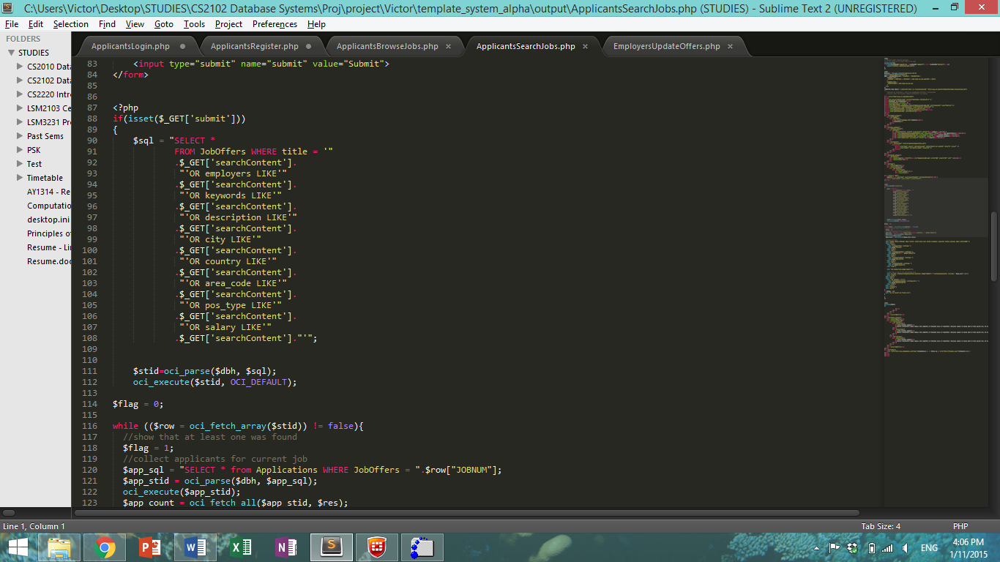 C:\Users\Victor\Desktop\STUDIES\CS2102 Database Systems\Proj\project\Victor\template_system_alpha\output\ApplicantsSearchJobs.php (STUDIES) - Sublime Text 2 (UNREGISTERED)
File Edit Selection Find View Goto Tools Project Preferences Help
FOLDERS
STUDIES
CS2010 Data
CS2102 Data
CS2220 Intr
LSM2103 Ce
LSM3231 Pr
Past Sems
PSK
Test
Timetable
AY1314 - Re
Computatio
desktop.ini
Principles of
Resume - Lin
Resume.doc
ApplicantsLogin.php ApplicantsRegister.php ApplicantsBrowseJobs.php ApplicantsSearchJobs.php EmployersUpdateOffers.php
83 <input type="submit" name="submit" value="Submit">
84 </form>
85
86
87 <?php
88 if(isset($_GET['submit']))
89 {
90 $sql = "SELECT *
91 FROM JobOffers WHERE title = '"
92 .$_GET['searchContent'].
93 "'OR employers LIKE'"
94 .$_GET['searchContent'].
95 "'OR keywords LIKE'"
96 .$_GET['searchContent'].
97 "'OR description LIKE'"
98 .$_GET['searchContent'].
99 "'OR city LIKE'"
100 .$_GET['searchContent'].
101 "'OR country LIKE'"
102 .$_GET['searchContent'].
103 "'OR area_code LIKE'"
104 .$_GET['searchContent'].
105 "'OR pos_type LIKE'"
106 .$_GET['searchContent'].
107 "'OR salary LIKE'"
108 .$_GET['searchContent']."'";
109
110
111 $stid=oci_parse($dbh, $sql);
112 oci_execute($stid, OCI_DEFAULT);
113
114 $flag = 0;
115
116 while (($row = oci_fetch_array($stid)) != false){
117 //show that at least one was found
118 $flag = 1;
119 //collect applicants for current job
120 $app_sql = "SELECT * from Applications WHERE JobOffers = ".$row["JOBNUM"];
121 $app_stid = oci_parse($dbh, $app_sql);
122 oci_execute($app_stid);
123 $app_count = oci_fetch_all($app_stid, $res);
Line 1, Column 1 Tab Size: 4 PHP
ENG
4:06 PM
1/11/2015